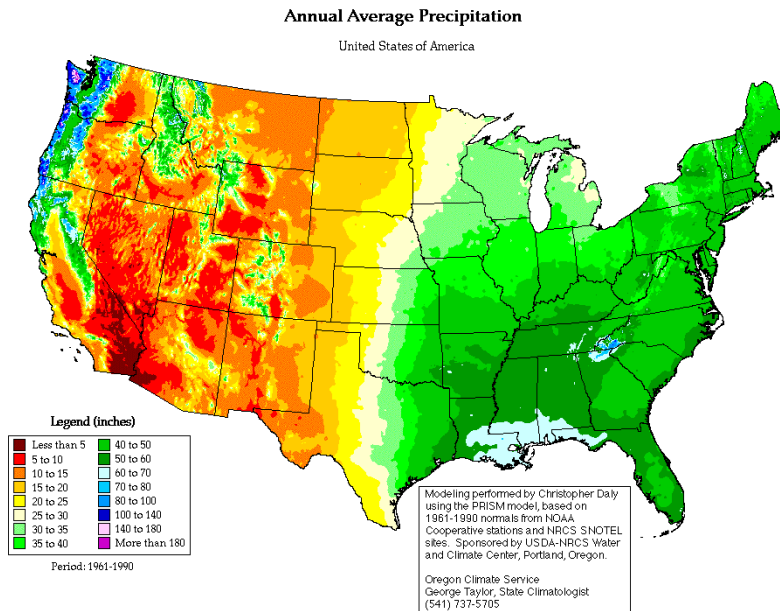 Annual Average Precipitation
United States of America
Legend (inches)
Less than 5
5 to 10
10 to 15
15 to 20
20 to 25
25 to 30
30 to 35
35 to 40
40 to 50
50 to 60
60 to 70
70 to 80
80 to 100
100 to 140
140 to 180
More than 180
Period: 1961-1990
Modeling performed by Christopher Daly
using the PRISM model, based on
1961-1990 normals from NOAA
Cooperative stations and NRCS SNOTEL
sites. Sponsored by USDA-NRCS Water
and Climate Center, Portland, Oregon.
Oregon Climate Service
George Taylor, State Climatologist
(541) 737-5705